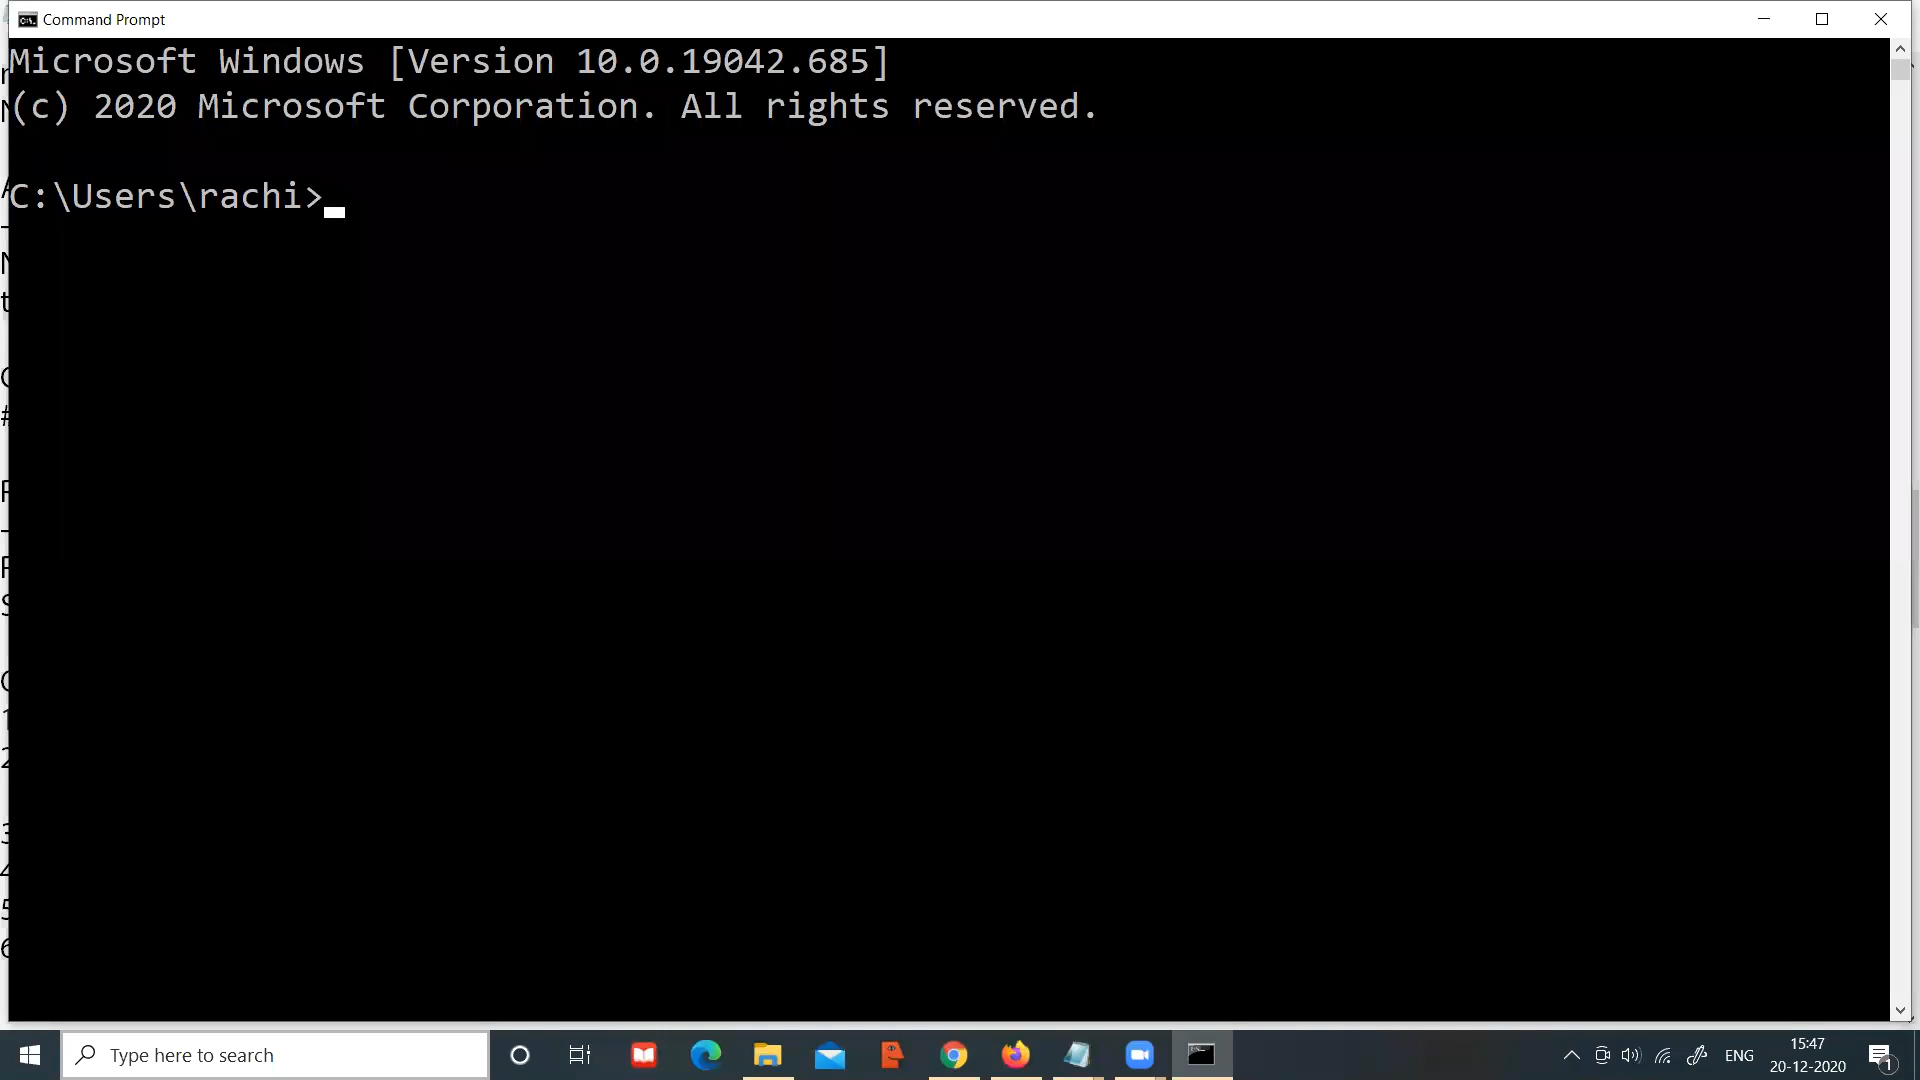 Command Prompt
Microsoft Windows [Version 10.0.19042.685]
(c) 2020 Microsoft Corporation. All rights reserved.
C:\Users\rachi>
Type here to search
ENG
15:47
20-12-2020
1